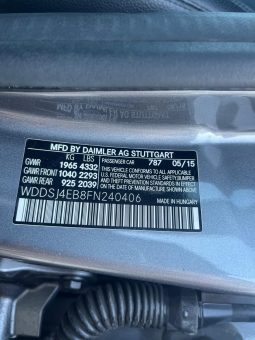 MFD BY DAIMLER AG STUTTGART
KG LBS
GVWR 1965 4332 PASSENGER CAR 787 05/15
GAWR FRONT 1040 2293
GAWR REAR 925 2039
THIS VEHICLE CONFORMS TO ALL APPLICABLE
U.S. FEDERAL MOTOR VEHICLE SAFETY, BUMPER,
AND THEFT PREVENTION STANDARDS IN EFFECT
ON THE DATE OF MANUFACTURE SHOWN ABOVE.
WDDSJ4EB8FN240406
MADE IN HUNGARY